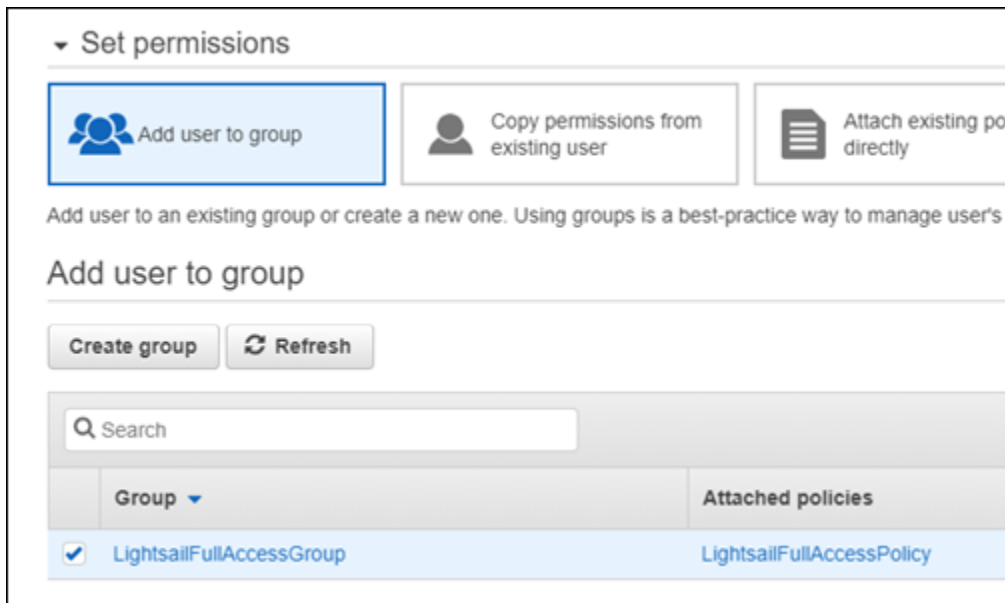 Set permissions
Add user to group
Copy permissions from
existing user
Attach existing
directly
Add user to an existing group or create a new one. Using groups is a best-practice way to manage user's
Add user to group
Create group
Refresh
Search
Group
Attached policies
LightsailFullAccessGroup
LightsailFullAccessPolicy